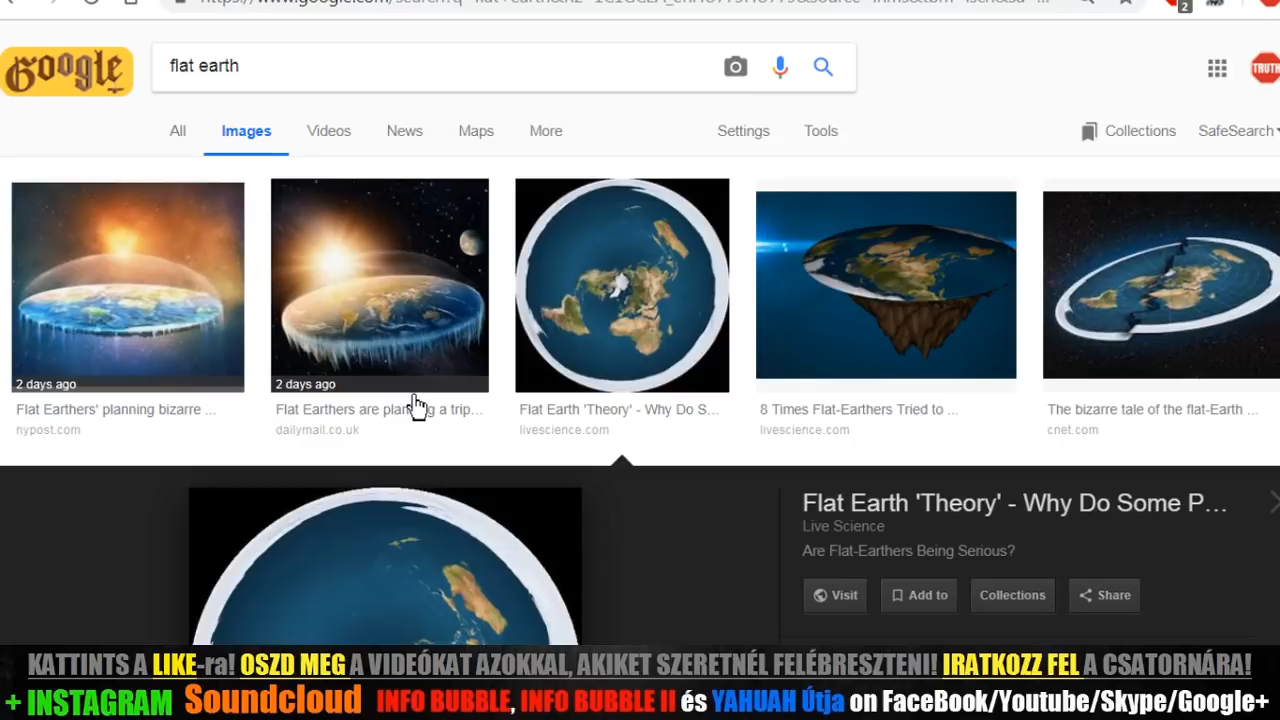 Google
flat earth
TRUTH
All Images Videos News Maps More Settings Tools Collections SafeSearch
2 days ago
2 days ago
Flat Earthers' planning bizarre ...
nypost.com
Flat Earthers are planning a trip...
dailymail.co.uk
Flat Earth 'Theory' - Why Do S...
livescience.com
8 Times Flat-Earthers Tried to ...
livescience.com
The bizarre tale of the flat-Earth ...
cnet.com
Flat Earth 'Theory' - Why Do Some P...
Live Science
Are Flat-Earthers Being Serious?
Visit Add to Collections Share
KATTINTS A LIKE-ra! OSZD MEG A VIDEÓKAT AZOKKAL, AKIKET SZERETNÉL FELÉBRESZTENI! IRATKOZZ FEL A CSATORNÁRA!
+ INSTAGRAM Soundcloud INFO BUBBLE, INFO BUBBLE II és YAHUAH Útja on FaceBook/Youtube/Skype/Google+